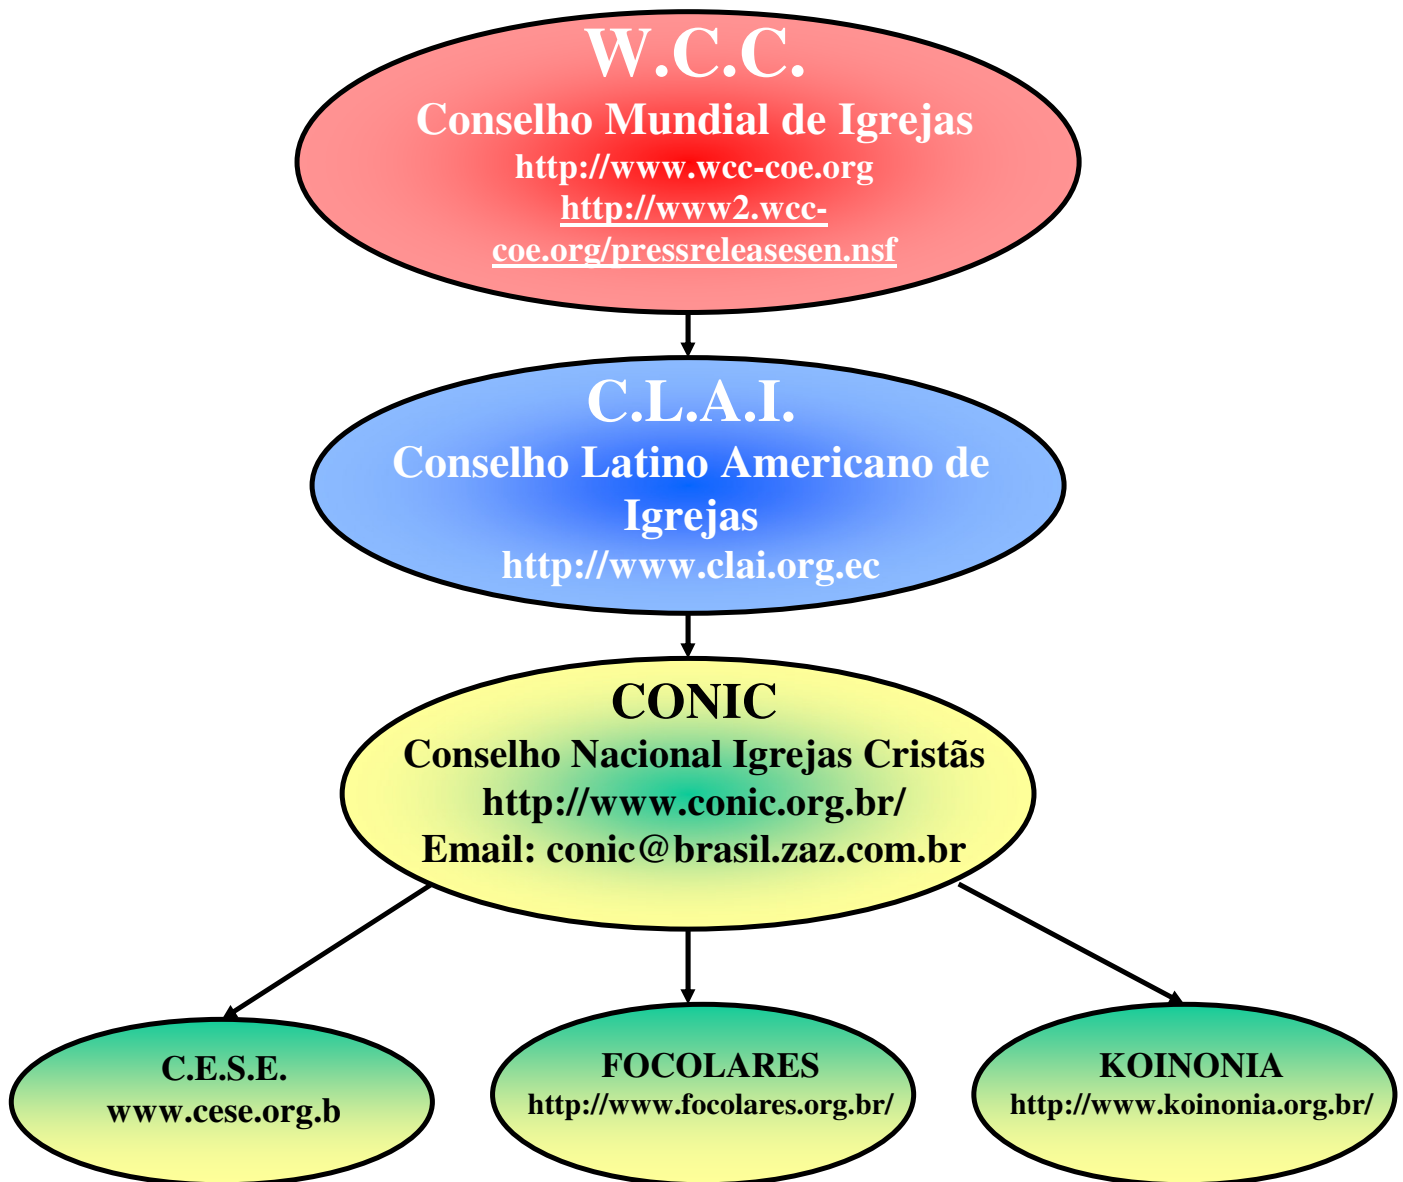 W.C.C.
Conselho Mundial de Igrejas
http://www.wcc-coe.org
http://www2.wcc-
coe.org/pressreleasesen.nsf
C.L.A.I.
Conselho Latino Americano de
Igrejas
http://www.clai.org.ec
CONIC
Conselho Nacional Igrejas Cristãs
http://www.conic.org.br/
Email: conic@brasil.zaz.com.br
C.E.S.E.
www.cese.org.b
FOCOLARES
http://www.focolares.org.br/
KOINONIA
http://www.koinonia.org.br/